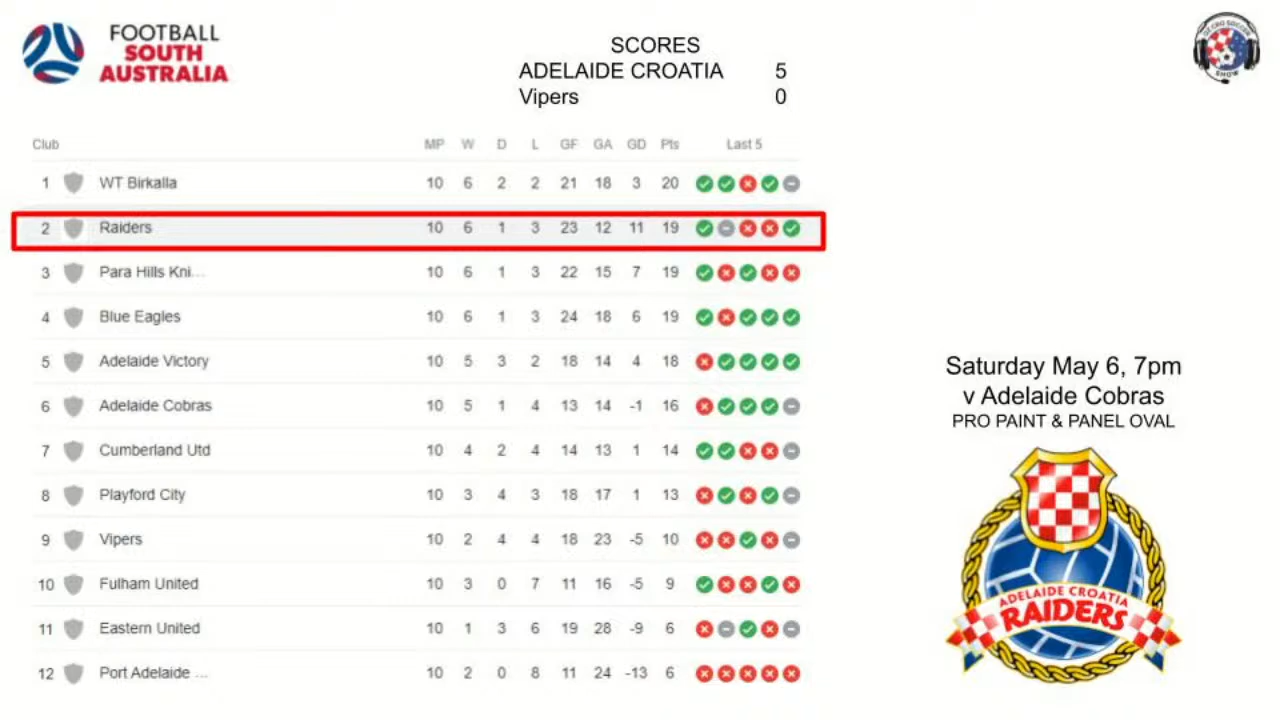 FOOTBALL
SOUTH
AUSTRALIA
SCORES
ADELAIDE CROATIA 5
Vipers 0
OZ CRO SOCCER
SHOW
Club MP W D L GF GA GD Pts Last 5
1 WT Birkalla 10 6 2 2 21 18 3 20
2 Raiders 10 6 1 3 23 12 11 19
3 Para Hills Kni... 10 6 1 3 22 15 7 19
4 Blue Eagles 10 6 1 3 24 18 6 19
5 Adelaide Victory 10 5 3 2 18 14 4 18
6 Adelaide Cobras 10 5 1 4 13 14 -1 16
7 Cumberland Utd 10 4 2 4 14 13 1 14
8 Playford City 10 3 4 3 18 17 1 13
9 Vipers 10 2 4 4 18 23 -5 10
10 Fulham United 10 3 0 7 11 16 -5 9
11 Eastern United 10 1 3 6 19 28 -9 6
12 Port Adelaide ... 10 2 0 8 11 24 -13 6
Saturday May 6, 7pm
v Adelaide Cobras
PRO PAINT & PANEL OVAL
ADELAIDE CROATIA
RAIDERS